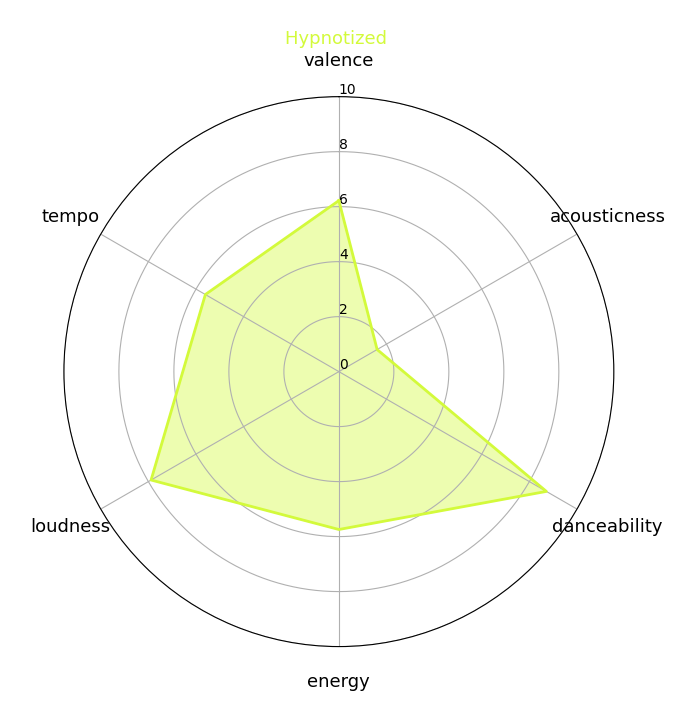 Hypnotized
valence
10
8
tempo
acousticness
6
4
2
0
loudness
danceability
energy